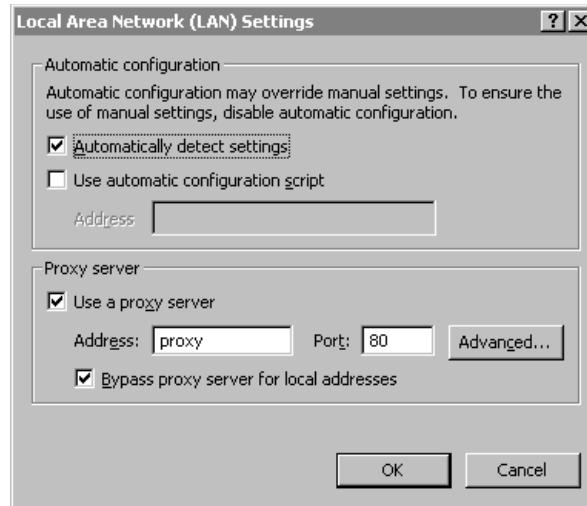 Local Area Network (LAN) Settings
Automatic configuration
Automatic configuration may override manual settings. To ensure the
use of manual settings, disable automatic configuration.
Automatically detect settings
Use automatic configuration script
Address
Proxy server
Use a proxy server
Address: proxy Port: 80 Advanced...
Bypass proxy server for local addresses
OK Cancel